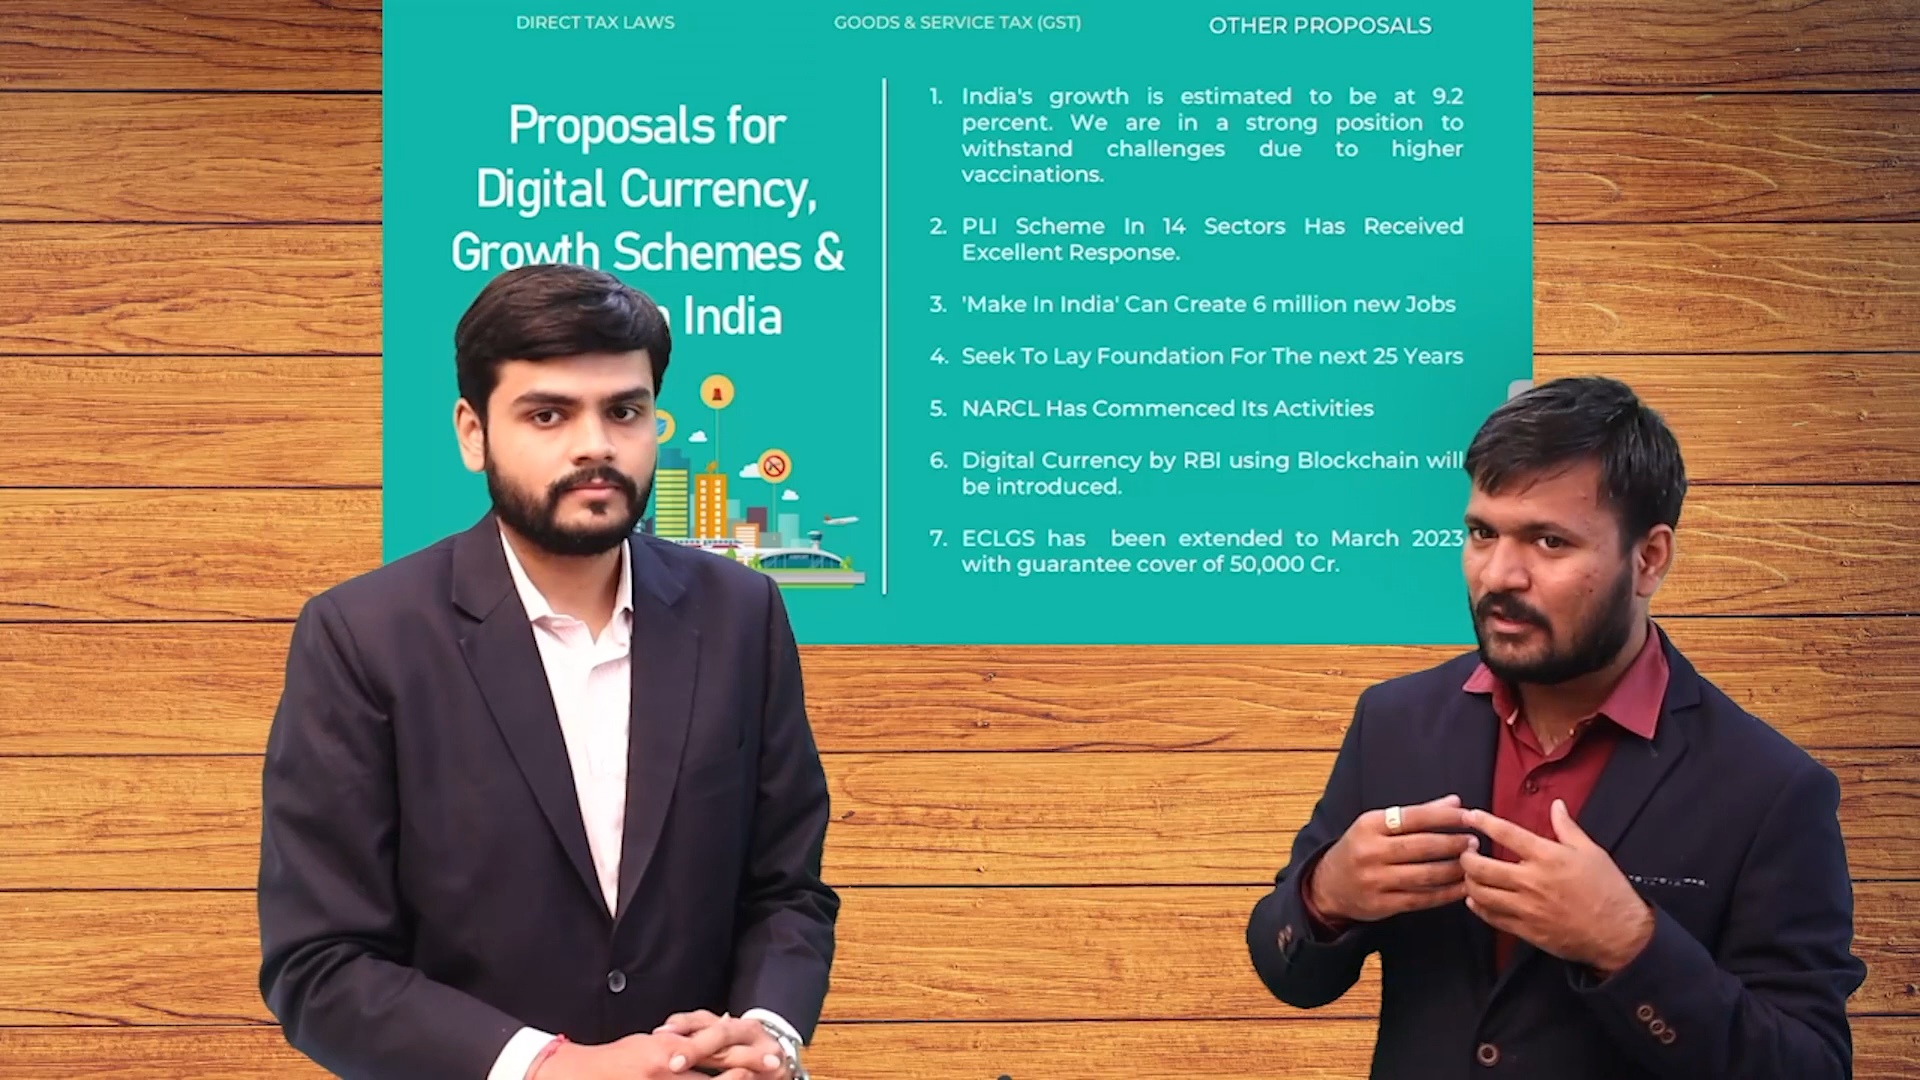 DIRECT TAX LAWS
GOODS & SERVICE TAX (GST)
OTHER PROPOSALS
Proposals for
Digital Currency,
Growth Schemes &
India
1. India's growth is estimated to be at 9.2
percent. We are in a strong position to
withstand challenges due to higher
vaccinations.
2. PLI Scheme In 14 Sectors Has Received
Excellent Response.
3. 'Make In India' Can Create 6 million new Jobs
4. Seek To Lay Foundation For The next 25 Years
5. NARCL Has Commenced Its Activities
6. Digital Currency by RBI using Blockchain will
be introduced.
7. ECLGS has been extended to March 2023
with guarantee cover of 50,000 Cr.